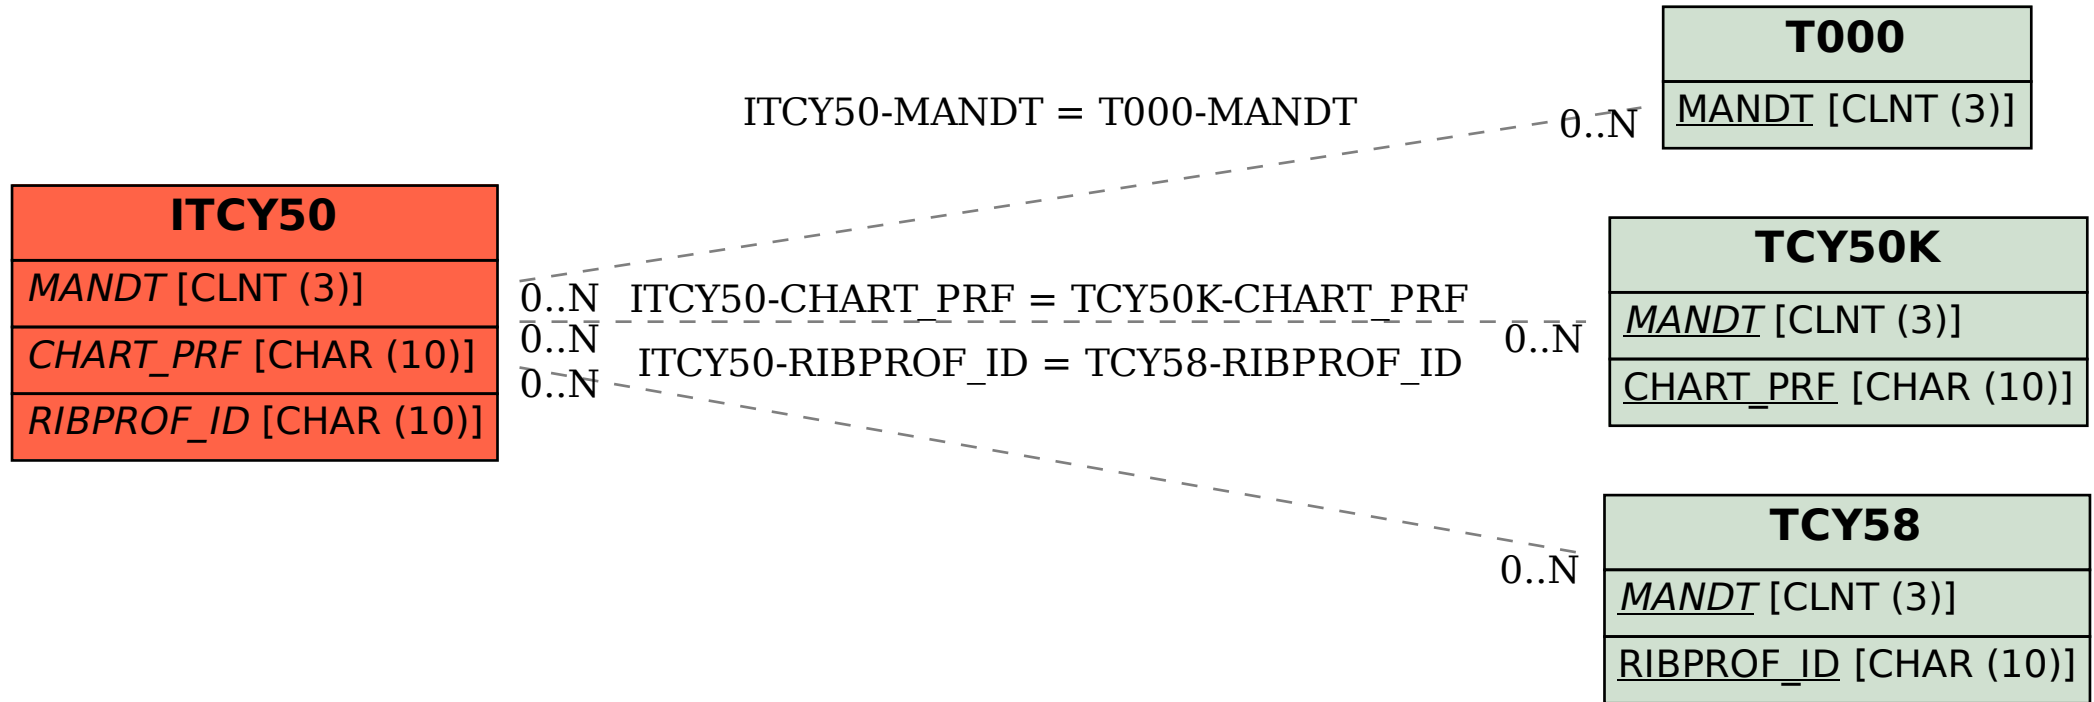 T000
MANDT [CLNT (3)]
ITCY50-MANDT = T000-MANDT
0..N
ITCY50
MANDT [CLNT (3)]
CHART_PRF [CHAR (10)]
RIBPROF_ID [CHAR (10)]
0..N
ITCY50-CHART_PRF = TCY50K-CHART_PRF
0..N
0..N
ITCY50-RIBPROF_ID = TCY58-RIBPROF_ID
0..N
TCY50K
MANDT [CLNT (3)]
CHART_PRF [CHAR (10)]
0..N
TCY58
MANDT [CLNT (3)]
RIBPROF_ID [CHAR (10)]